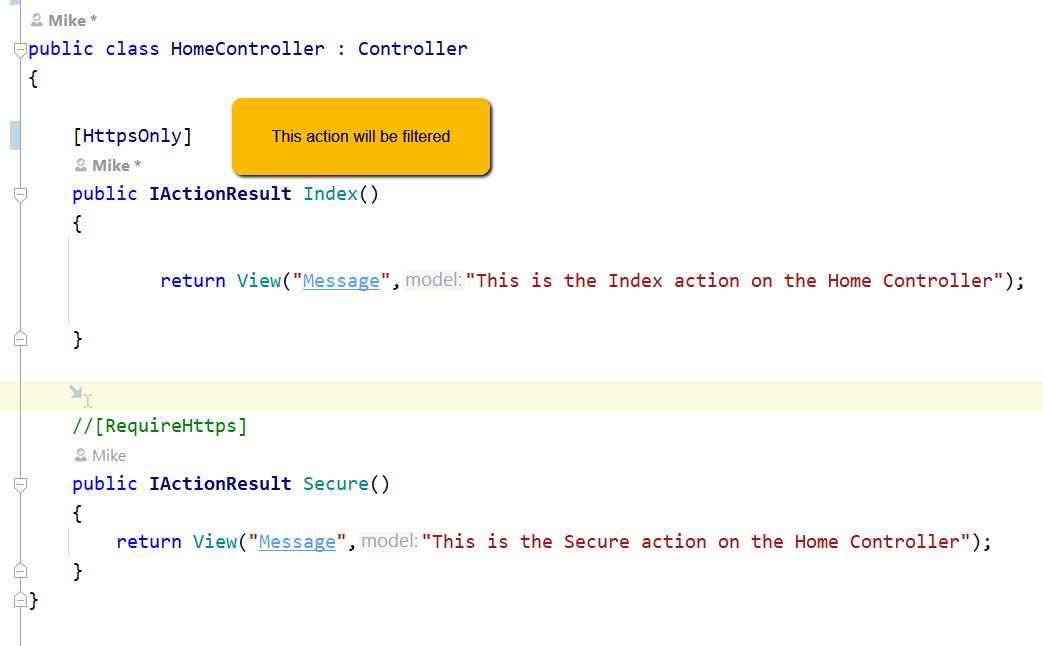 Mike *
public class HomeController : Controller
{
[HttpsOnly] This action will be filtered
Mike *
public IActionResult Index()
{
return View("Message", model:"This is the Index action on the Home Controller");
}
//[RequireHttps]
Mike
public IActionResult Secure()
{
return View("Message", model:"This is the Secure action on the Home Controller");
}
}